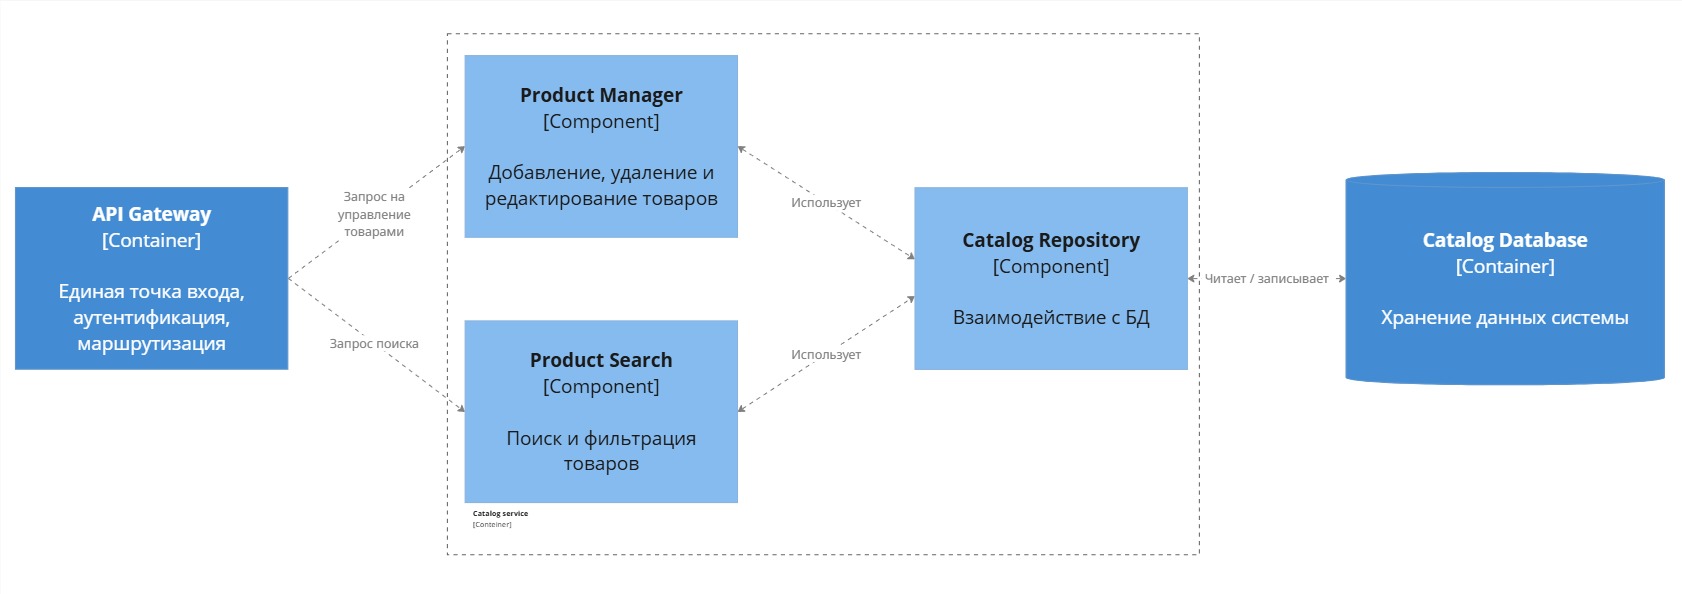 API Gateway
[Container]
Единая точка входа,
аутентификация,
маршрутизация
Запрос на
управление
товарами
Запрос поиска
Product Manager
[Component]
Добавление, удаление и
редактирование товаров
Product Search
[Component]
Поиск и фильтрация
товаров
Catalog service
[Conteiner]
Использует
Использует
Catalog Repository
[Component]
Взаимодействие с БД
Читает / записывает
Catalog Database
[Container]
Хранение данных системы